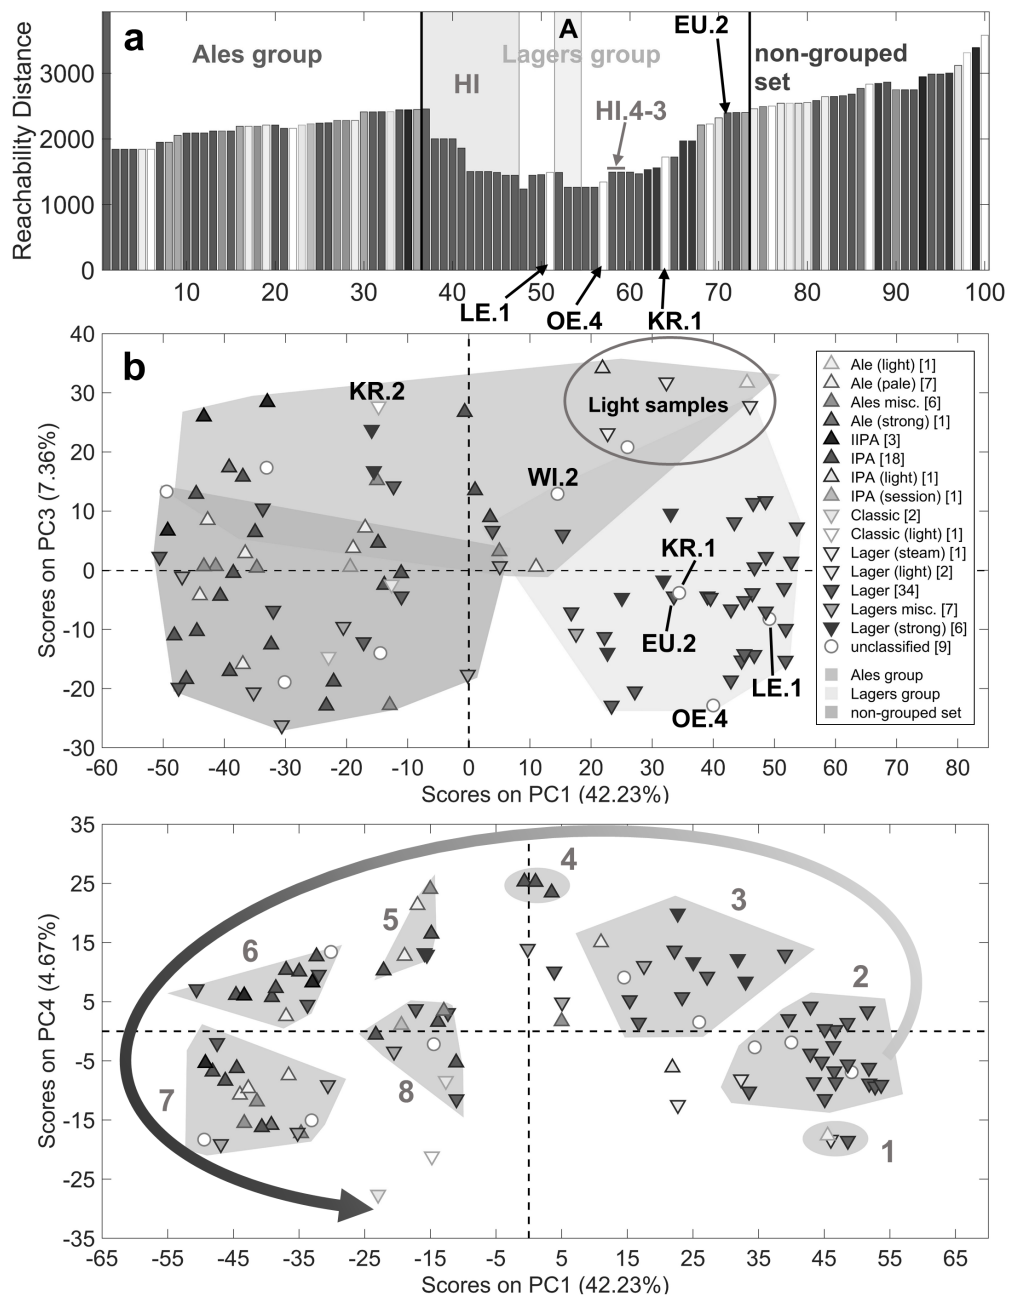 a
Ales group
Lagers group
A
EU.2
non-grouped
set
HI
HI.4-3
Reachability Distance
3000
2000
1000
0
10 20 30 40 50 60 70 80 90 100
LE.1
OE.4
KR.1
b
40
30
20
10
0
-10
-20
-30
Scores on PC3 (7.36%)
KR.2
Light samples
WI.2
KR.1
EU.2
LE.1
OE.4
Ale (light) [1]
Ale (pale) [7]
Ales misc. [6]
Ale (strong) [1]
IIPA [3]
IPA [18]
IPA (light) [1]
IPA (session) [1]
Classic [2]
Classic (light) [1]
Lager (steam) [1]
Lager (light) [2]
Lager [34]
Lagers misc. [7]
Lager (strong) [6]
unclassified [9]
Ales group
Lagers group
non-grouped set
-60 -50 -40 -30 -20 -10 0 10 20 30 40 50 60 70 80
Scores on PC1 (42.23%)
35
25
15
5
-5
-15
-25
-35
Scores on PC4 (4.67%)
4
5
3
6
2
7
8
1
-65 -55 -45 -35 -25 -15 -5 5 15 25 35 45 55 65
Scores on PC1 (42.23%)